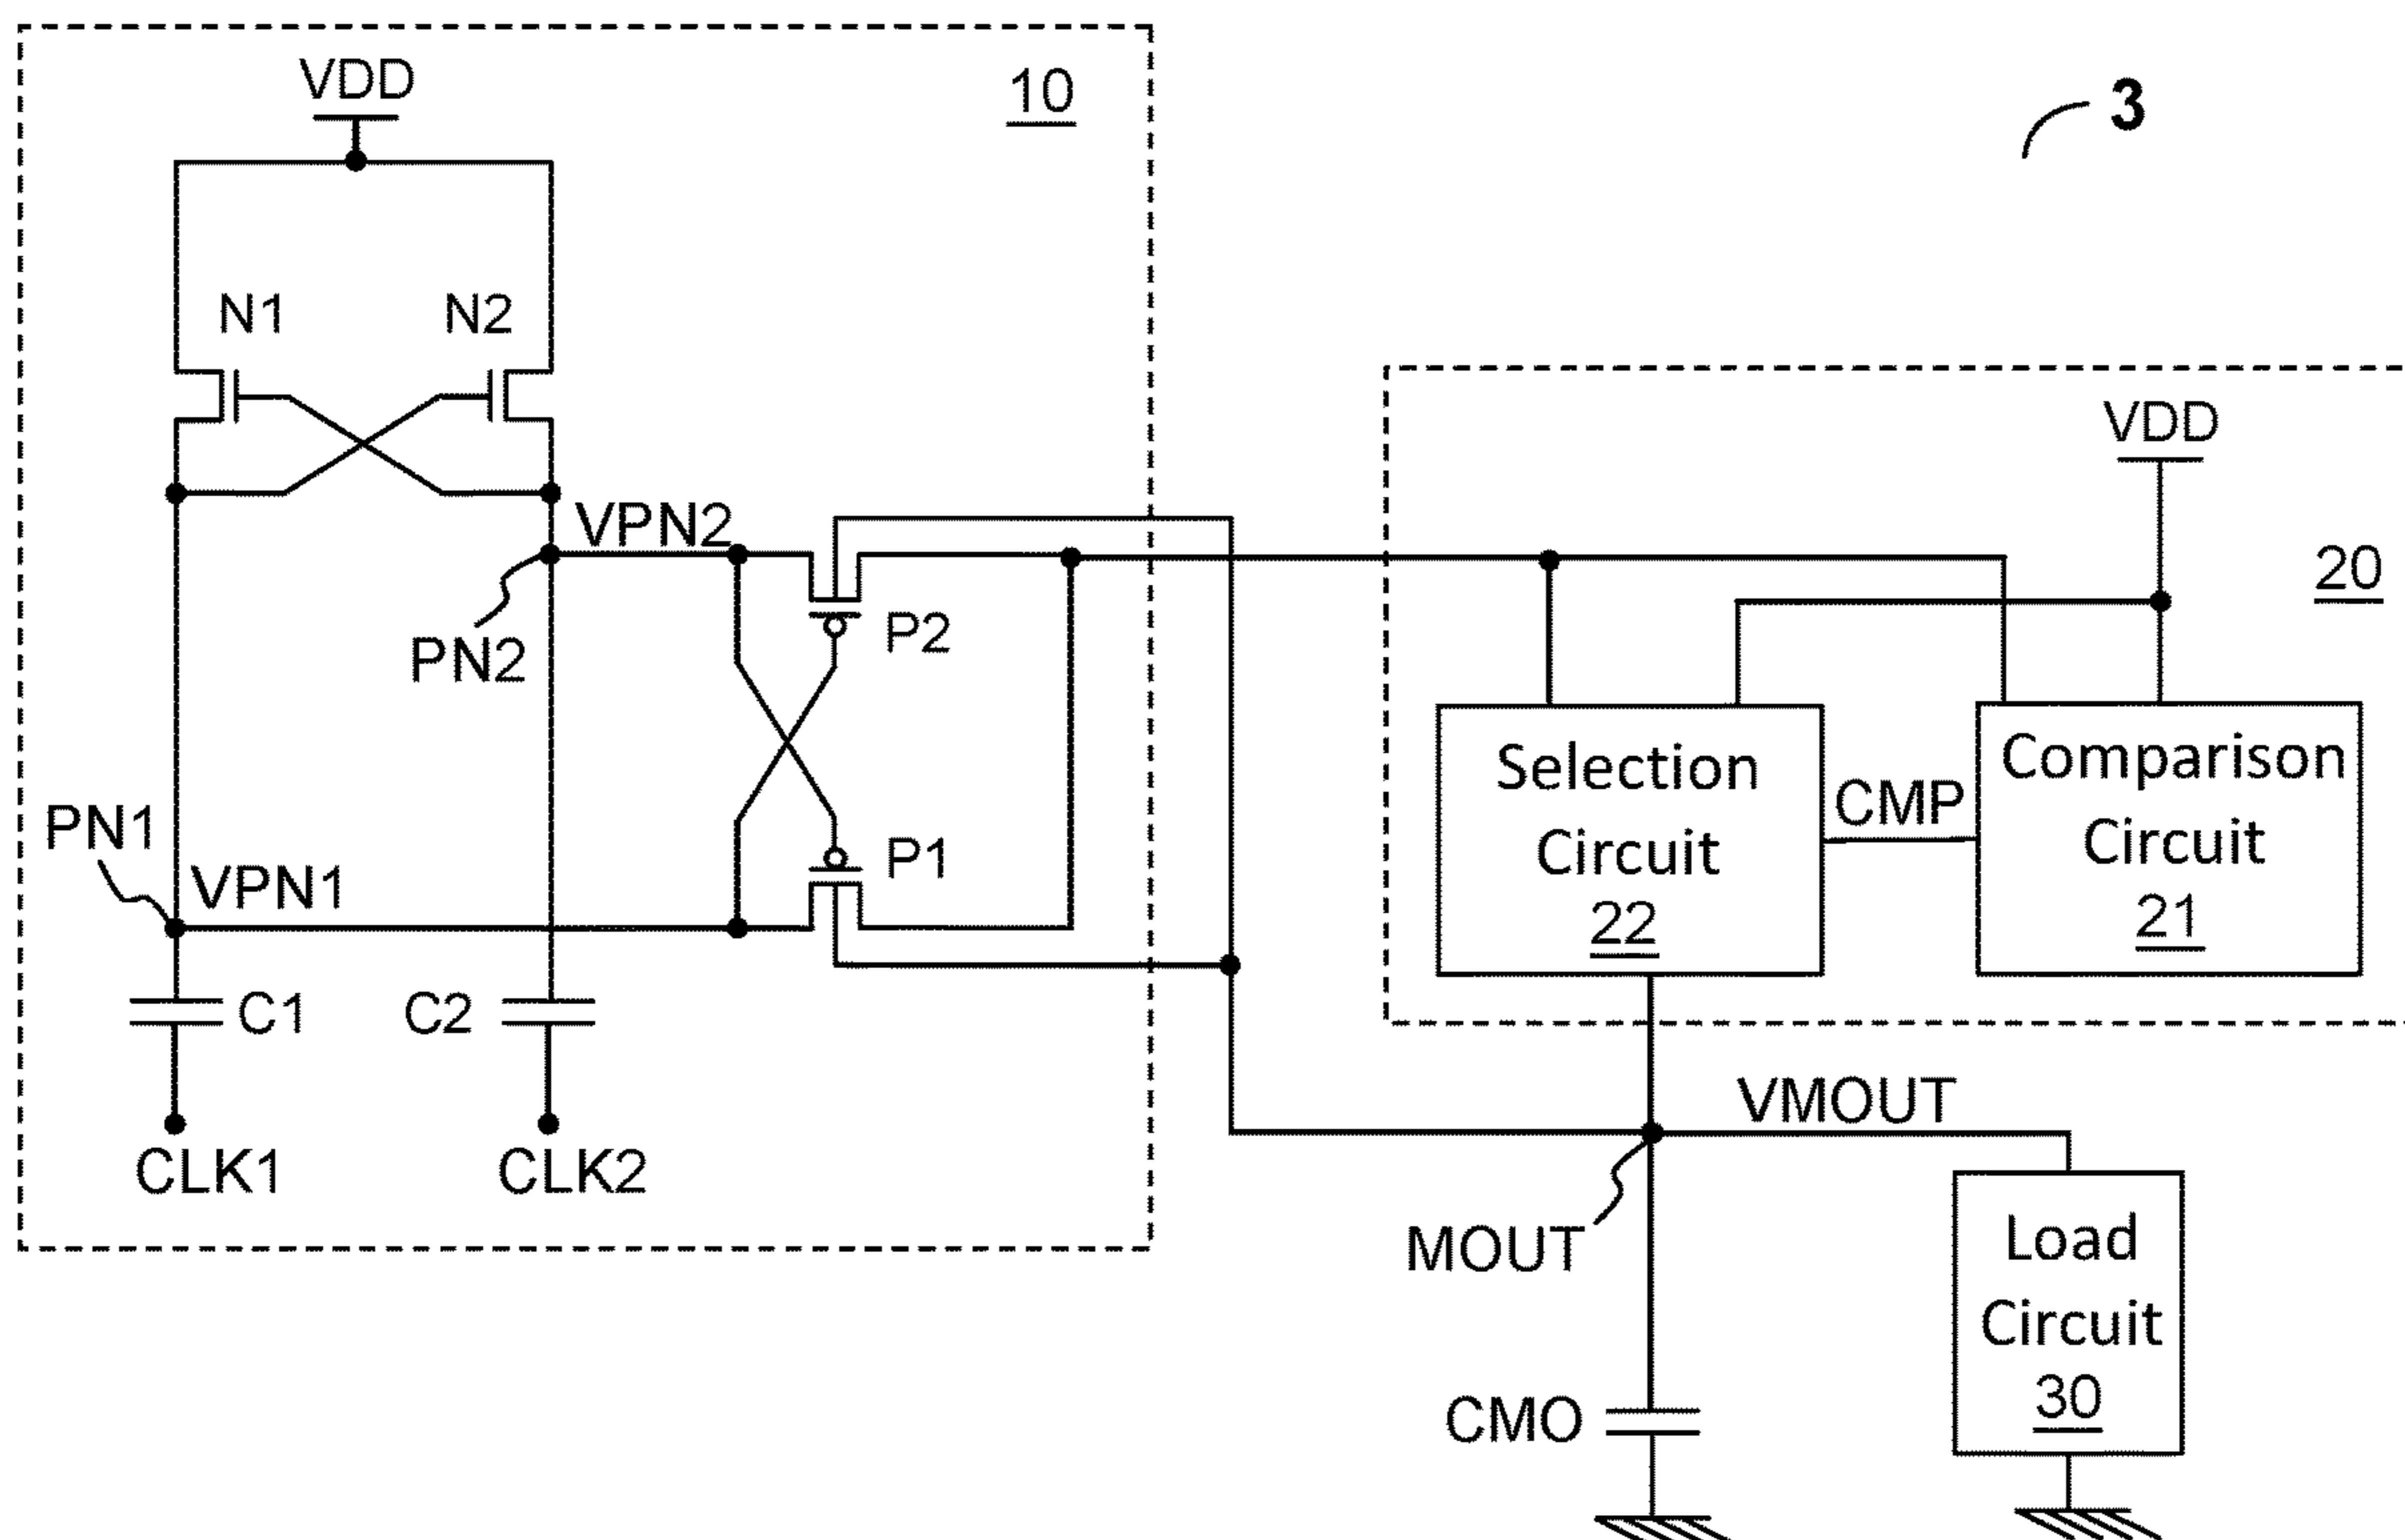 VDD
10
3
N1
N2
VDD
VPN2
20
P2
PN2
Selection
Circuit
22
CMP
Comparison
Circuit
21
PN1
VPN1
P1
C1
C2
VMOUT
CLK1
CLK2
MOUT
Load
Circuit
30
CMO